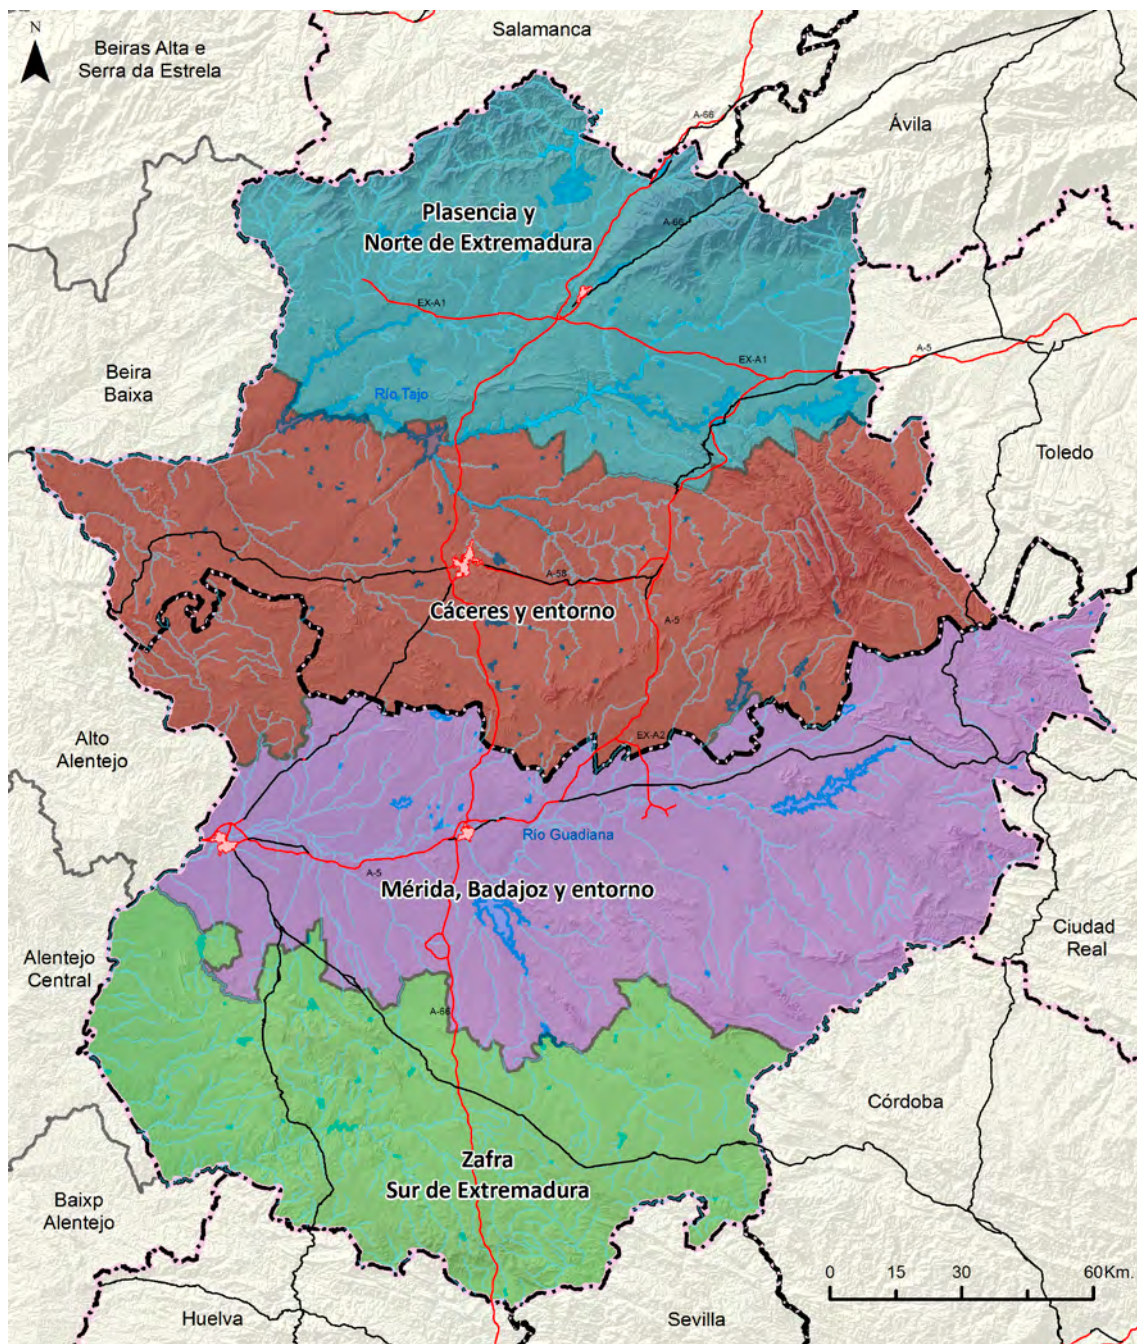 N
Salamanca
Beiras Alta e
Serra da Estrela
A-66
Ávila
Plasencia y
Norte de Extremadura
A-66
EX-A1
A-5
EX-A1
Beira
Baixa
Río Tajo
Toledo
A-58
Cáceres y entorno
A-5
Alto
Alentejo
EX-A2
Río Guadiana
A-5
Mérida, Badajoz y entorno
Ciudad
Real
Alentejo
Central
A-66
Córdoba
Zafra
Sur de Extremadura
Baixp
Alentejo
0 15 30 60Km.
Huelva
Sevilla